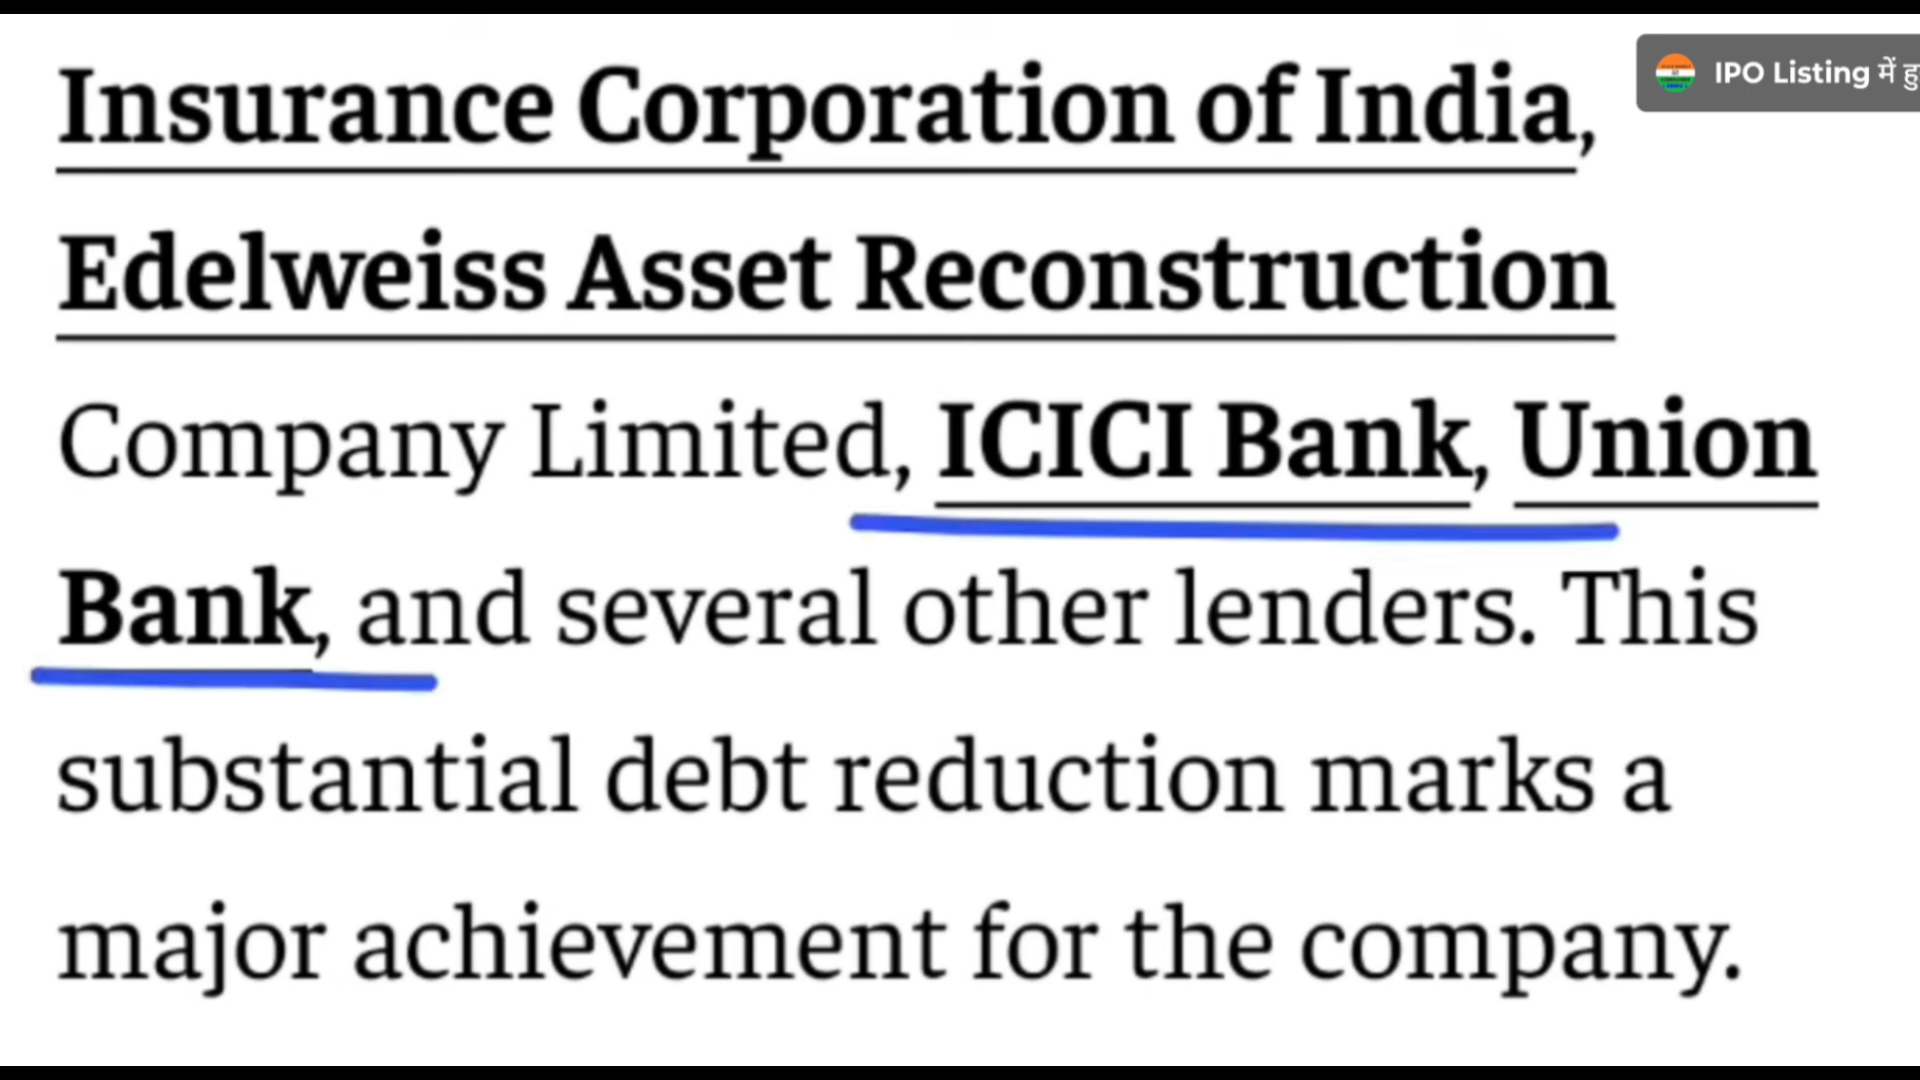 Insurance Corporation of India,
IPO Listing में
Edelweiss Asset Reconstruction
Company Limited, ICICI Bank, Union
Bank, and several other lenders. This
substantial debt reduction marks a
major achievement for the company.